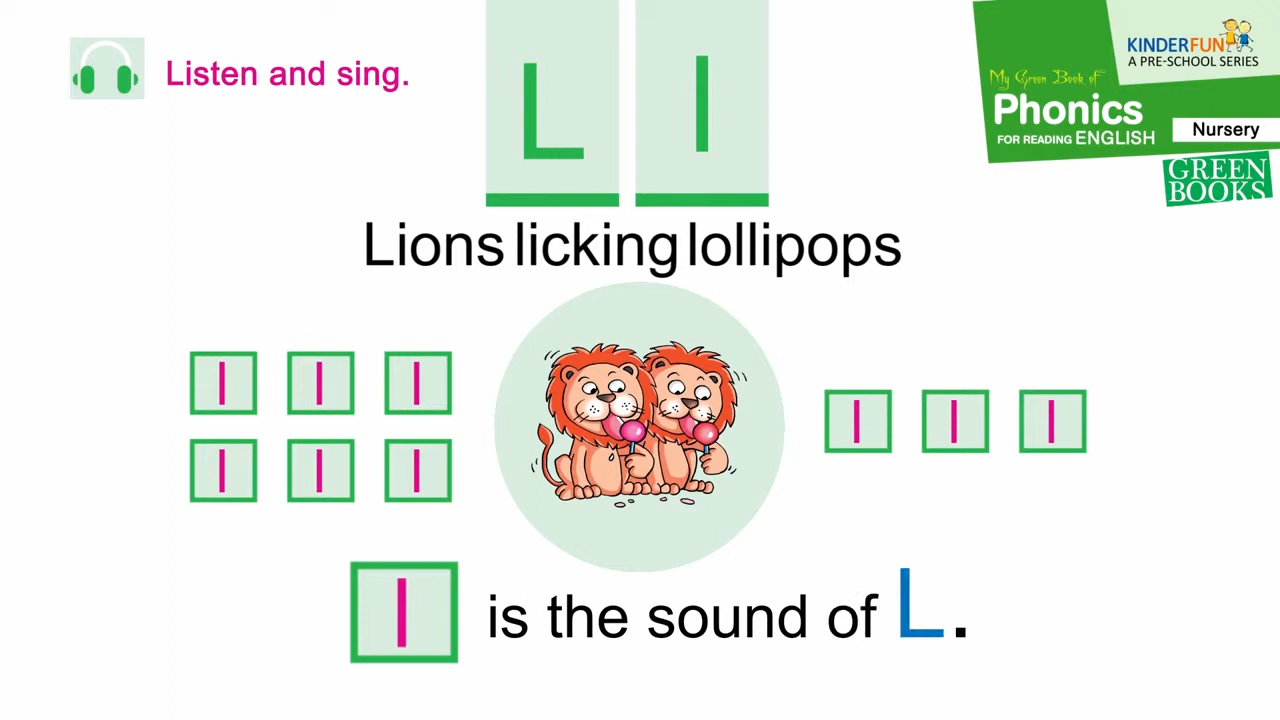 Listen and sing.
L l
KINDERFUN
A PRE-SCHOOL SERIES
My Green Book of
Phonics
FOR READING ENGLISH
Nursery
GREEN
BOOKS
Lions licking lollipops
l l l
l l l
l l l
l is the sound of L.